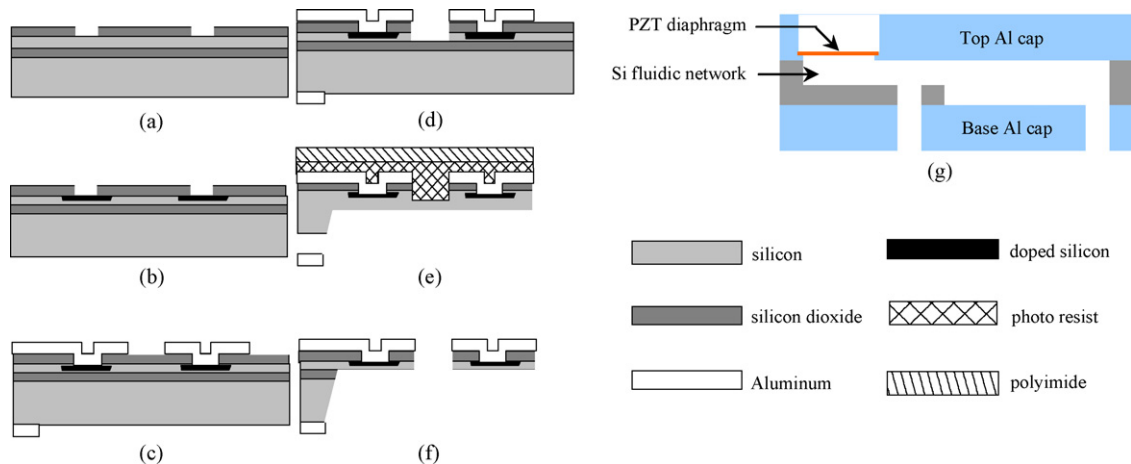 (a)
(b)
(c)
(d)
(e)
(f)
PZT diaphragm
Top Al cap
Si fluidic network
Base Al cap
(g)
silicon
doped silicon
silicon dioxide
photo resist
Aluminum
polyimide